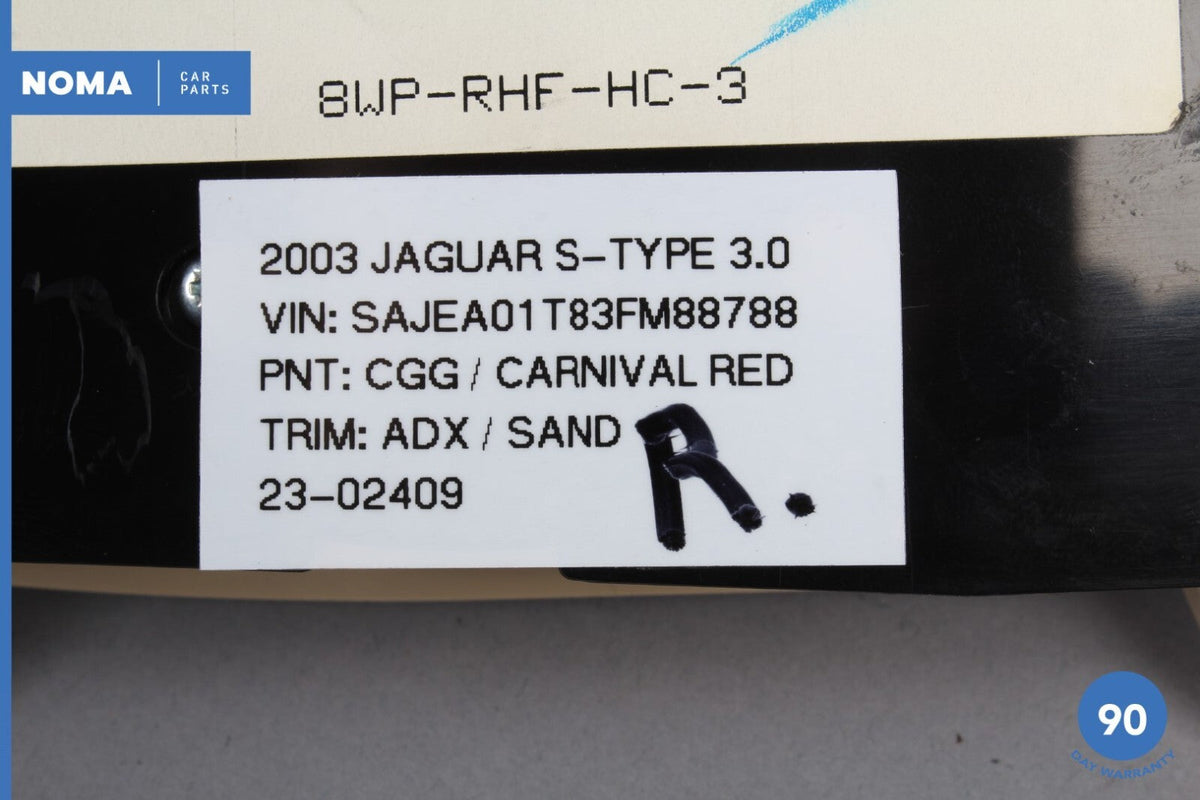 NOMA
CAR
PARTS
8WP-RHF-HC-3
2003 JAGUAR S-TYPE 3.0
VIN: SAJEA01T83FM88788
PNT: CGG / CARNIVAL RED
TRIM: ADX / SAND
23-02409
R.
90
DAY WARRANTY